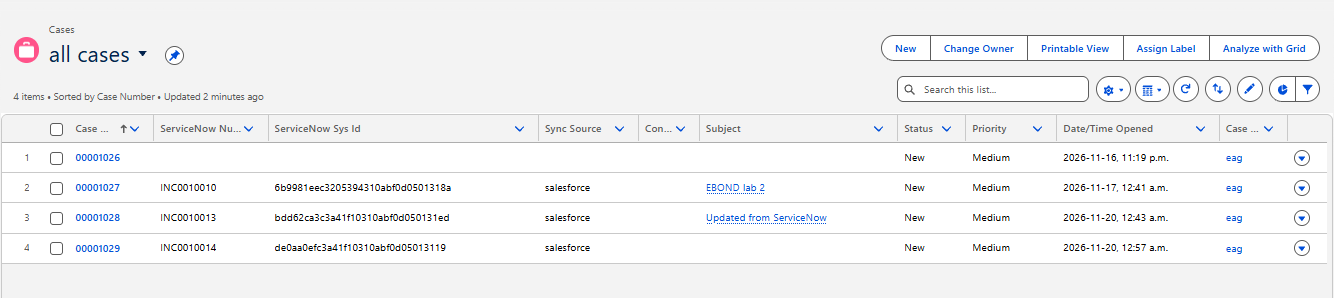 Cases
all cases
New Change Owner Printable View Assign Label Analyze with Grid
4 items • Sorted by Case Number • Updated 2 minutes ago
Search this list...
Case ... ServiceNow Nu... ServiceNow Sys Id Sync Source Con... Subject Status Priority Date/Time Opened Case ...
1 00001026 New Medium 2026-11-16, 11:19 p.m. eag
2 00001027 INC0010010 6b9981eec3205394310abf0d0501318a salesforce EBOND lab 2 New Medium 2026-11-17, 12:41 a.m. eag
3 00001028 INC0010013 bdd62ca3c3a41f10310abf0d050131ed salesforce Updated from ServiceNow New Medium 2026-11-20, 12:43 a.m. eag
4 00001029 INC0010014 de0aa0efc3a41f10310abf0d05013119 salesforce New Medium 2026-11-20, 12:57 a.m. eag